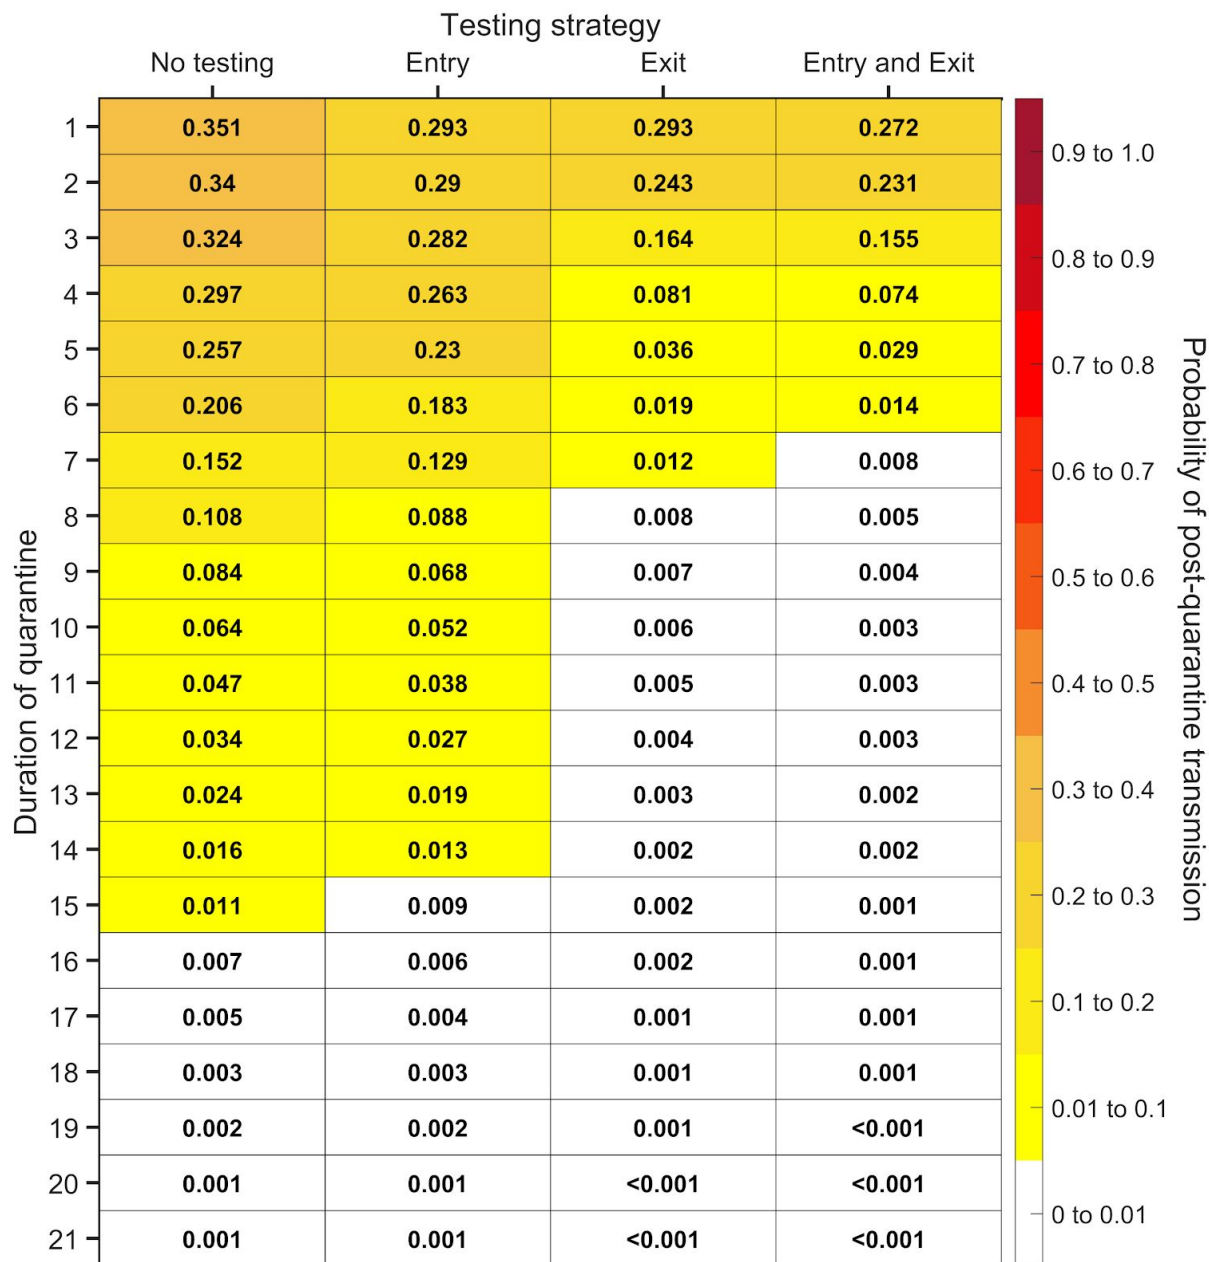 Testing strategy
No testing Entry Exit Entry and Exit
Duration of quarantine
1 0.351 0.293 0.293 0.272
2 0.34 0.29 0.243 0.231
3 0.324 0.282 0.164 0.155
4 0.297 0.263 0.081 0.074
5 0.257 0.23 0.036 0.029
6 0.206 0.183 0.019 0.014
7 0.152 0.129 0.012 0.008
8 0.108 0.088 0.008 0.005
9 0.084 0.068 0.007 0.004
10 0.064 0.052 0.006 0.003
11 0.047 0.038 0.005 0.003
12 0.034 0.027 0.004 0.003
13 0.024 0.019 0.003 0.002
14 0.016 0.013 0.002 0.002
15 0.011 0.009 0.002 0.001
16 0.007 0.006 0.002 0.001
17 0.005 0.004 0.001 0.001
18 0.003 0.003 0.001 0.001
19 0.002 0.002 0.001 <0.001
20 0.001 0.001 <0.001 <0.001
21 0.001 0.001 <0.001 <0.001
0.9 to 1.0
0.8 to 0.9
0.7 to 0.8
0.6 to 0.7
0.5 to 0.6
0.4 to 0.5
0.3 to 0.4
0.2 to 0.3
0.1 to 0.2
0.01 to 0.1
0 to 0.01
Probability of post-quarantine transmission